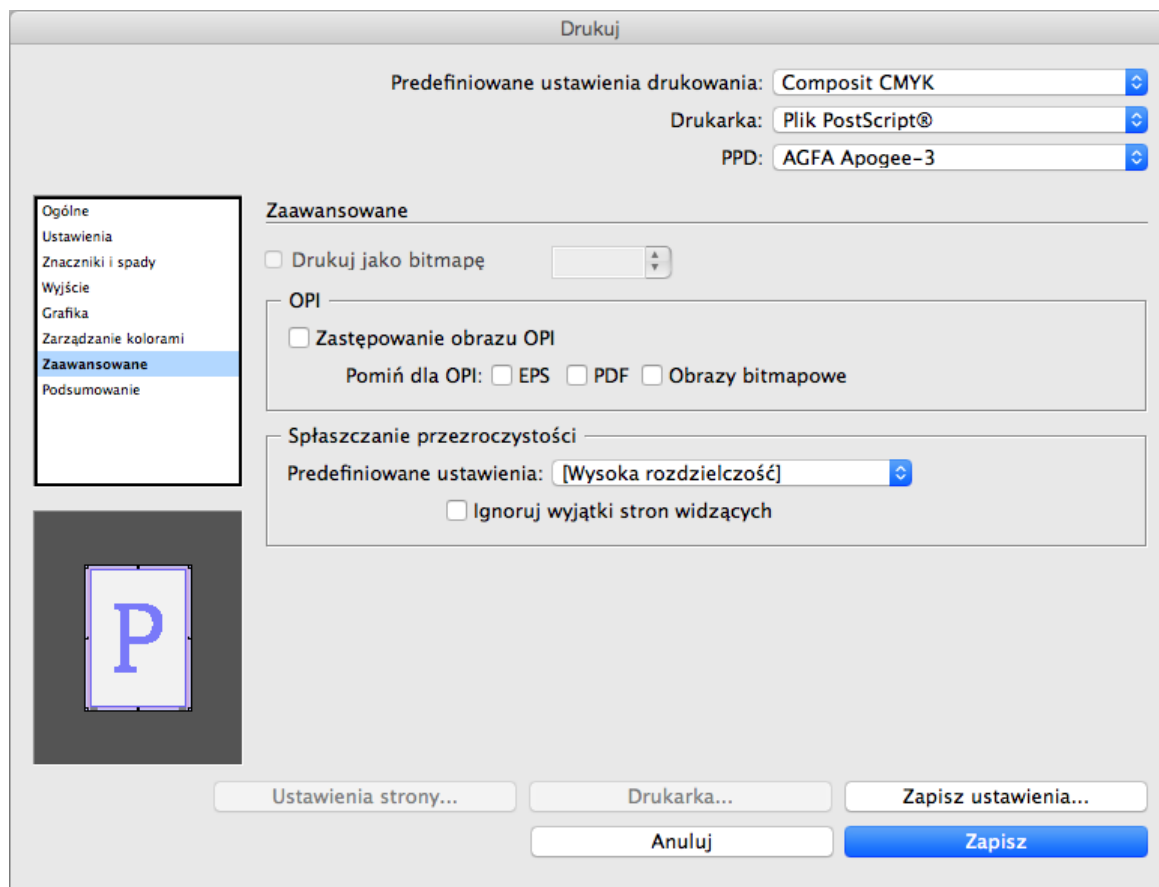 Drukuj
Predefiniowane ustawienia drukowania: Composit CMYK
Drukarka: Plik PostScript®
PPD: AGFA Apogee-3
Ogólne
Ustawienia
Znaczniki i spady
Wyjście
Grafika
Zarządzanie kolorami
Zaawansowane
Podsumowanie
Zaawansowane
Drukuj jako bitmapę
OPI
Zastępowanie obrazu OPI
Pomiń dla OPI: EPS PDF Obrazy bitmapowe
Spłaszczanie przezroczystości
Predefiniowane ustawienia: [Wysoka rozdzielczość]
Ignoruj wyjątki stron widzących
P
Ustawienia strony... Drukarka... Zapisz ustawienia...
Anuluj Zapisz